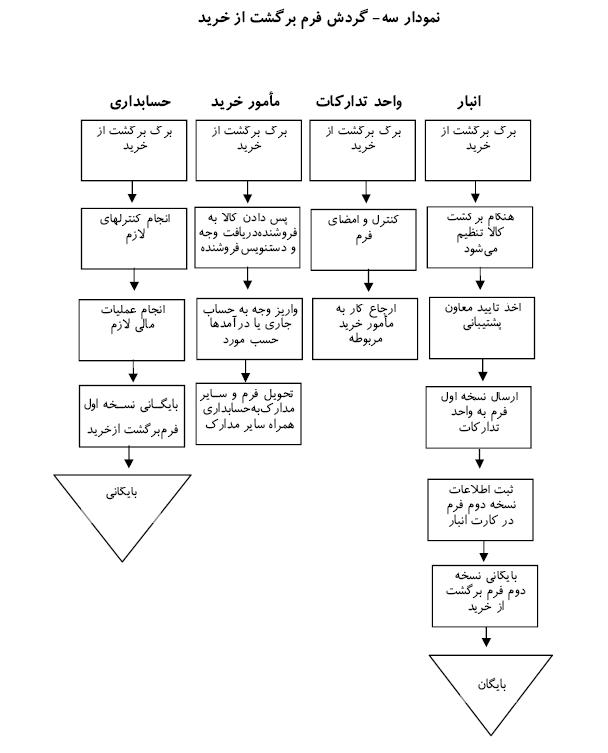 نمودار سه- گردش فرم برگشت از خرید
انبار
واحد تدارکات
مأمور خرید
حسابداری
برگ برگشت از
خرید
هنگام برگشت
کالا تنظیم
می‌شود
اخذ تایید معاون
پشتیبانی
ارسال نسخه اول
فرم به واحد
تدارکات
ثبت اطلاعات
نسخه دوم فرم
در کارت انبار
بایگانی نسخه
دوم فرم برگشت
از خرید
بایگان
برگ برگشت از
خرید
کنترل و امضای
فرم
ارجاع کار به
مأمور خرید
مربوطه
برگ برگشت از
خرید
پس دادن کالا به
فروشنده‌دریافت وجه
و دستنویس‌فروشنده
واریز وجه به حساب
جاری یا درآمدها
حسب مورد
تحویل فرم و سایر
مدارک‌به‌حسابداری
همراه سایر مدارک
برگ برگشت از
خرید
انجام کنترلهای
لازم
انجام عملیات
مالی لازم
بایگانی نسخه اول
فرم‌برگشت ازخرید
بایگانی